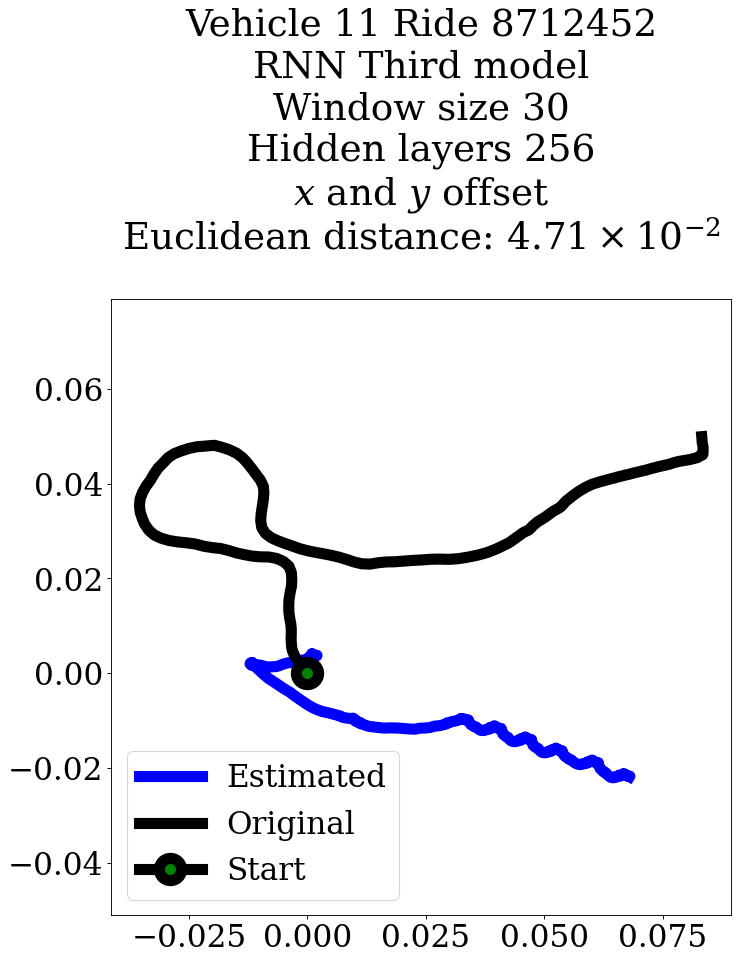 Vehicle 11 Ride 8712452
RNN Third model
Window size 30
Hidden layers 256
x and y offset
Euclidean distance: 4.71 × 10⁻²
0.06
0.04
0.02
0.00
−0.02
−0.04
Estimated
Original
Start
−0.025 0.000 0.025 0.050 0.075